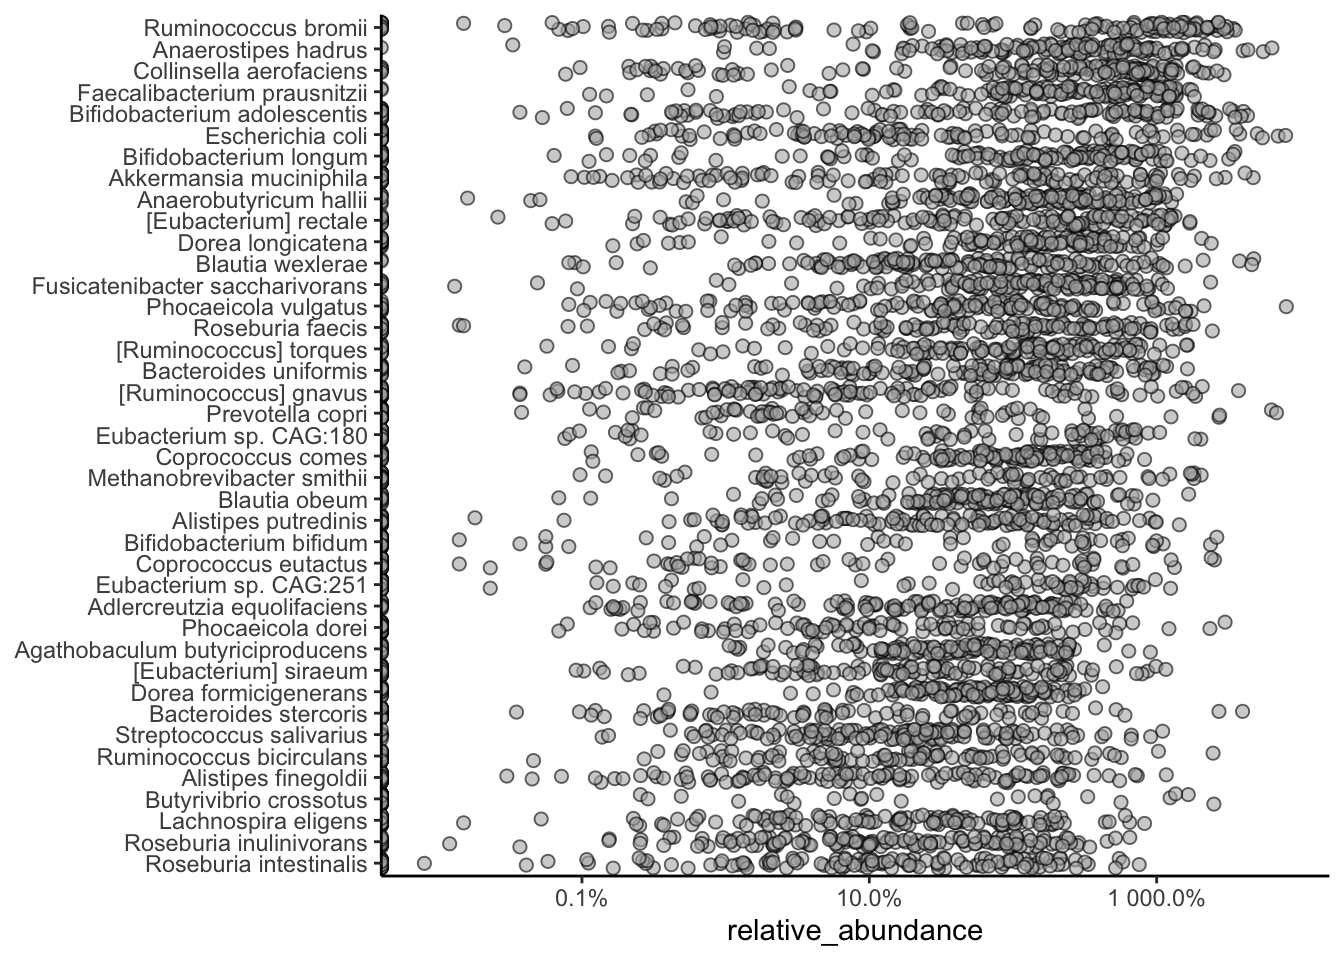 Ruminococcus bromii
Anaerostipes hadrus
Collinsella aerofaciens
Faecalibacterium prausnitzii
Bifidobacterium adolescentis
Escherichia coli
Bifidobacterium longum
Akkermansia muciniphila
Anaerobutyricum hallii
[Eubacterium] rectale
Dorea longicatena
Blautia wexlerae
Fusicatenibacter saccharivorans
Phocaeicola vulgatus
Roseburia faecis
[Ruminococcus] torques
Bacteroides uniformis
[Ruminococcus] gnavus
Prevotella copri
Eubacterium sp. CAG:180
Coprococcus comes
Methanobrevibacter smithii
Blautia obeum
Alistipes putredinis
Bifidobacterium bifidum
Coprococcus eutactus
Eubacterium sp. CAG:251
Adlercreutzia equolifaciens
Phocaeicola dorei
Agathobaculum butyriciproducens
[Eubacterium] siraeum
Dorea formicigenerans
Bacteroides stercoris
Streptococcus salivarius
Ruminococcus bicirculans
Alistipes finegoldii
Butyrivibrio crossotus
Lachnospira eligens
Roseburia inulinivorans
Roseburia intestinalis
0.1% 10.0% 1 000.0%
relative_abundance